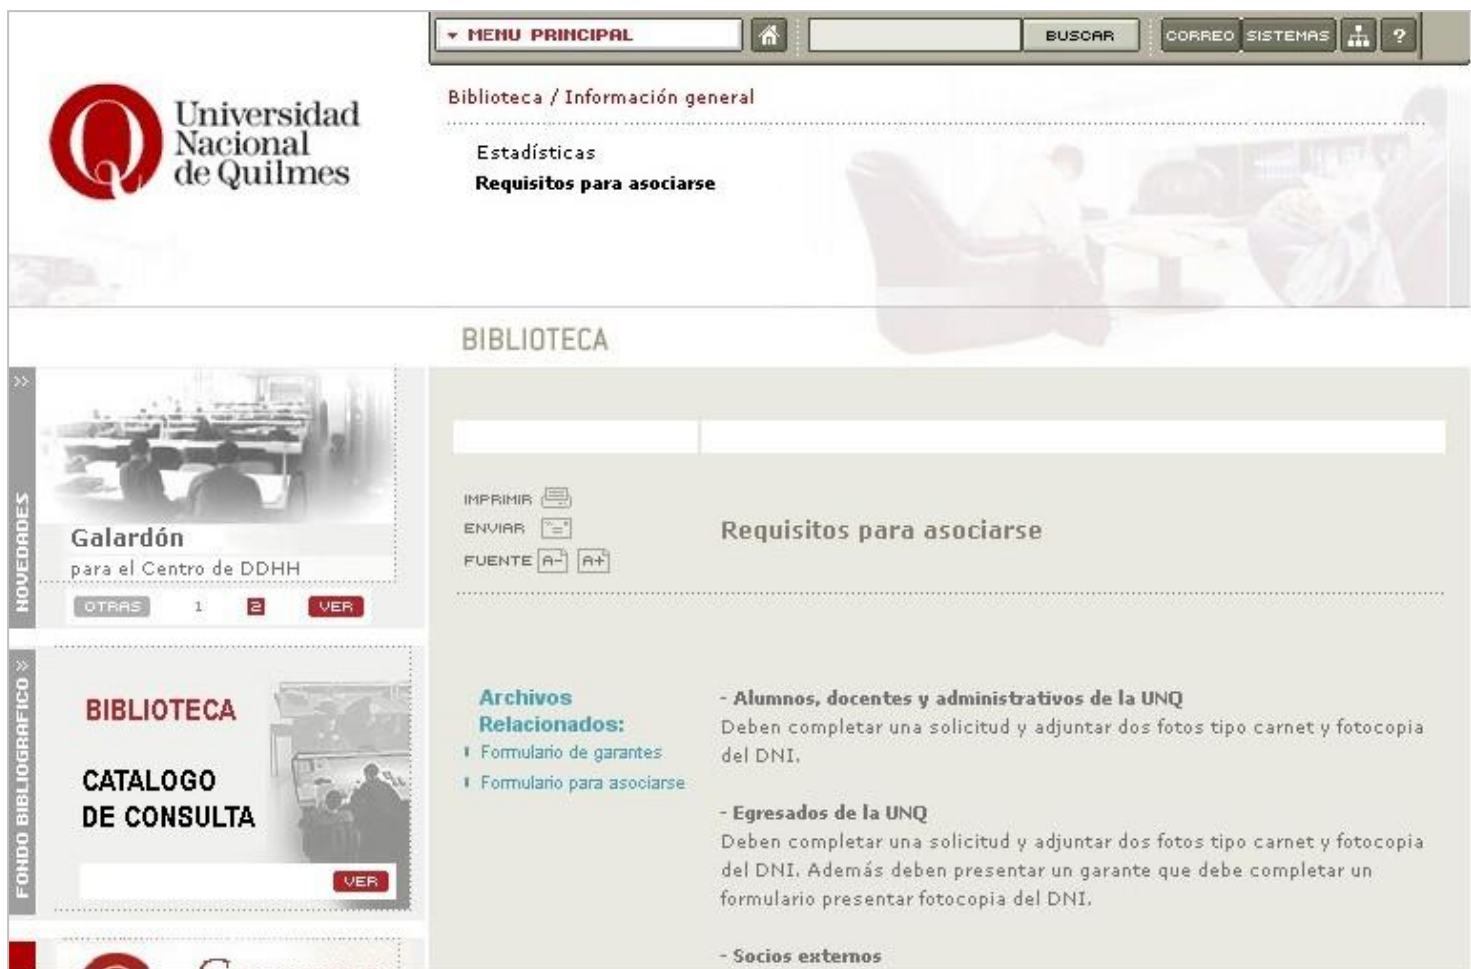 MENU PRINCIPAL
BUSCAR
CORREO
SISTEMAS
?
Universidad
Nacional
de Quilmes
Biblioteca / Información general
Estadísticas
Requisitos para asociarse
BIBLIOTECA
>>
NOVEDADES
Galardón
para el Centro de DDHH
OTRAS 1 2 VER
IMPRIMIR
ENVIAR
FUENTE A- A+
Requisitos para asociarse
FONDO BIBLIOGRAFICO >>
BIBLIOTECA
CATALOGO
DE CONSULTA
VER
Archivos
Relacionados:
Formulario de garantes
Formulario para asociarse
- Alumnos, docentes y administrativos de la UNQ
Deben completar una solicitud y adjuntar dos fotos tipo carnet y fotocopia
del DNI.
- Egresados de la UNQ
Deben completar una solicitud y adjuntar dos fotos tipo carnet y fotocopia
del DNI. Además deben presentar un garante que debe completar un
formulario presentar fotocopia del DNI.
- Socios externos